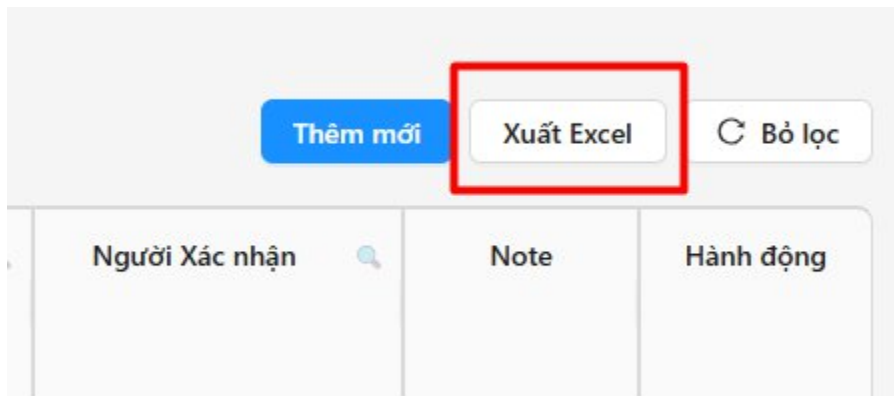 Thêm mới Xuất Excel Bỏ lọc
Người Xác nhận Note Hành động